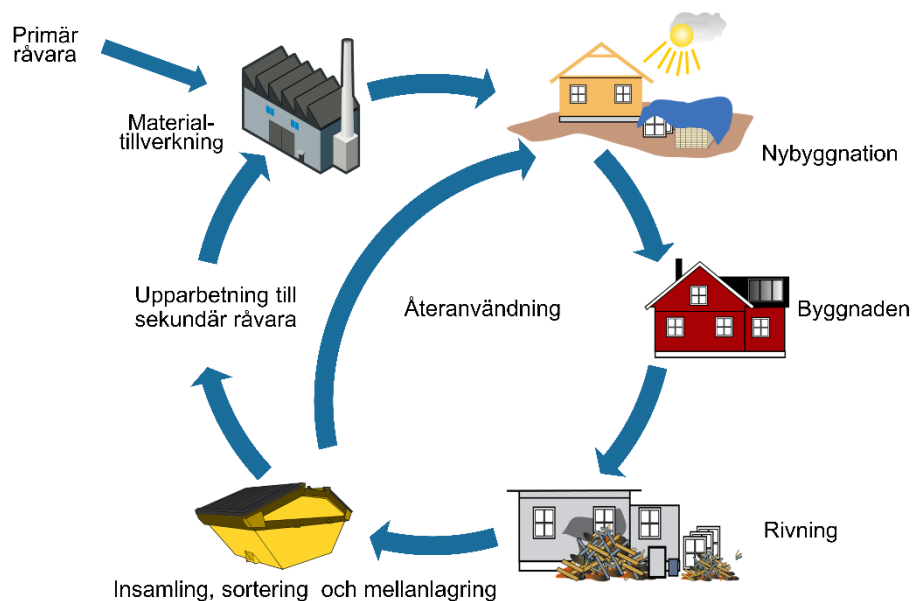 Primär
råvara
Material-
tillverkning
Nybyggnation
Upparbetning till
sekundär råvara
Återanvändning
Byggnaden
Rivning
Insamling, sortering och mellanlagring